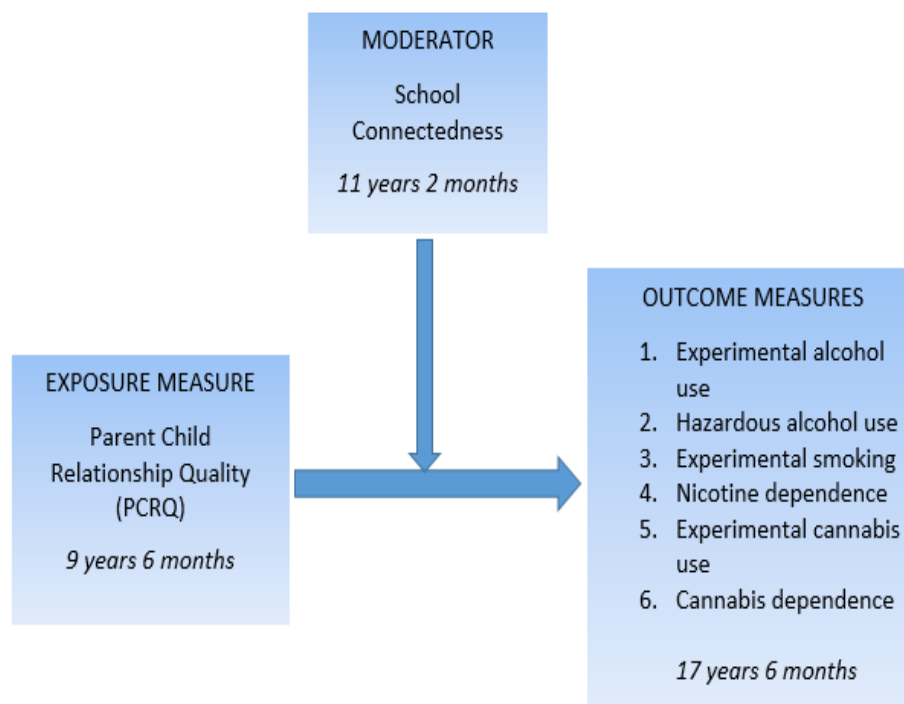 MODERATOR
School
Connectedness
11 years 2 months
EXPOSURE MEASURE
Parent Child
Relationship Quality
(PCRQ)
9 years 6 months
OUTCOME MEASURES
1. Experimental alcohol
use
2. Hazardous alcohol use
3. Experimental smoking
4. Nicotine dependence
5. Experimental cannabis
use
6. Cannabis dependence
17 years 6 months